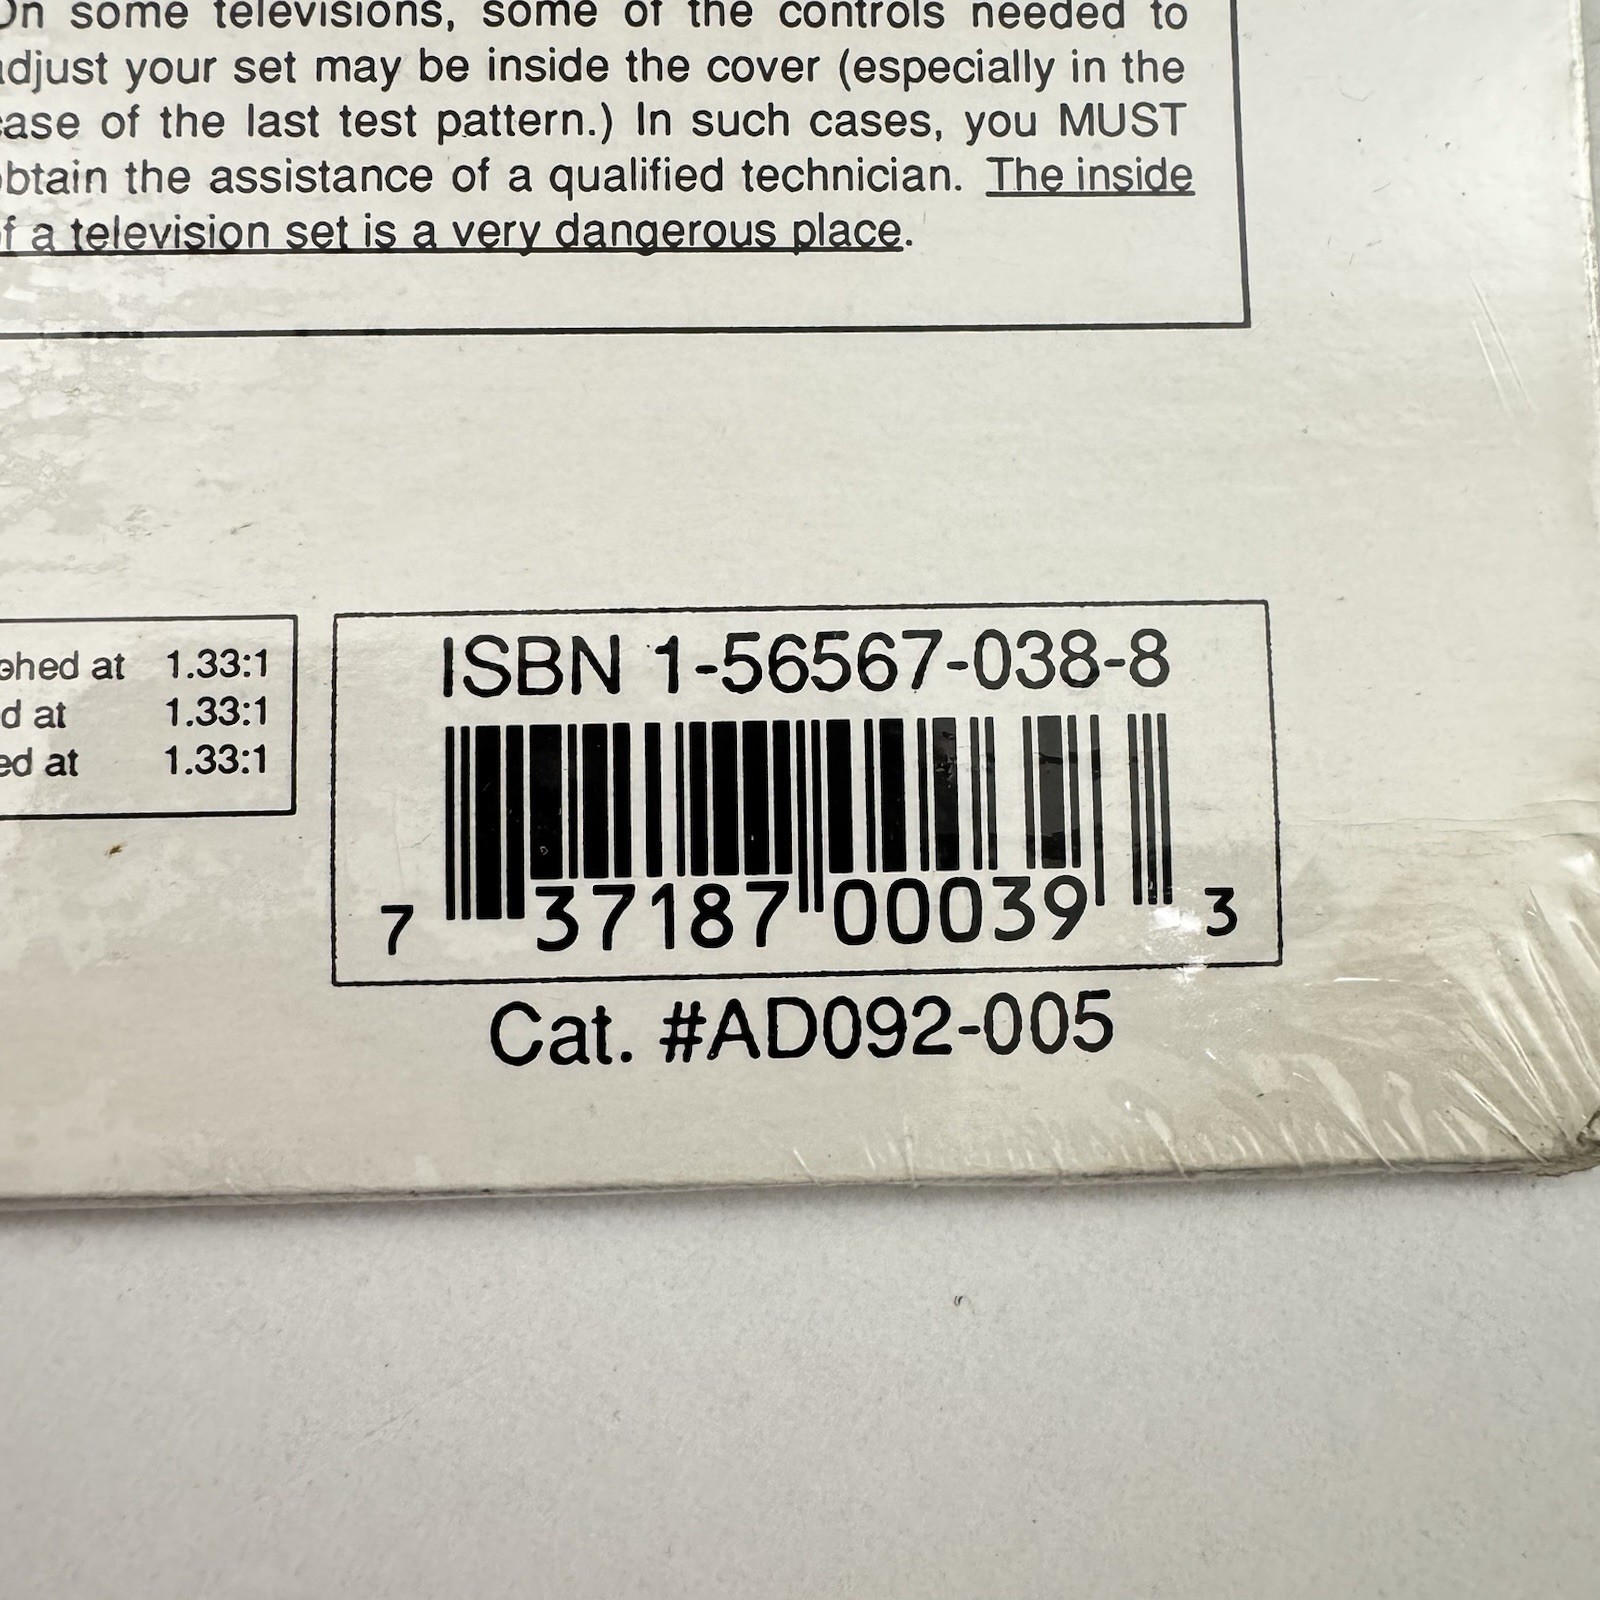 On some televisions, some of the controls needed to
adjust your set may be inside the cover (especially in the
case of the last test pattern.) In such cases, you MUST
obtain the assistance of a qualified technician. The inside
of a television set is a very dangerous place.
at 1.33:1
at 1.33:1
at 1.33:1
ISBN 1-56567-038-8
7 37187 00039 3
Cat. #AD092-005